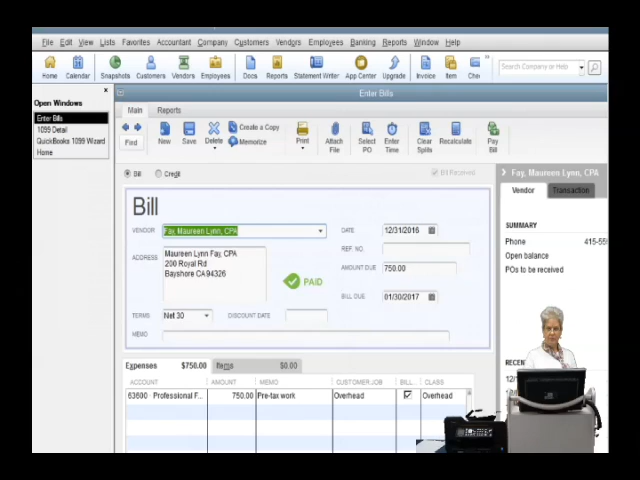 File Edit View Lists Favorites Accountant Company Customers Vendors Employees Banking Reports Window Help
Home Calendar Snapshots Customers Vendors Employees Docs Reports Statement Writer App Center Upgrade Invoice Item Che
Search Company or Help
Open Windows
Enter Bills
1099 Detail
QuickBooks 1099 Wizard
Home
Enter Bills
Main Reports
Find New Save Delete Create a Copy Memorize Print Attach File Select PO Enter Time Clear Splits Recalculate Pay Bill
Bill Credit Bill Received
Bill
VENDOR Fay, Maureen Lynn, CPA
DATE 12/31/2016
REF. NO.
ADDRESS Maureen Lynn Fay, CPA
200 Royal Rd
Bayshore CA 94326
AMOUNT DUE 750.00
PAID
BILL DUE 01/30/2017
TERMS Net 30 DISCOUNT DATE
MEMO
Expenses $750.00 Items $0.00
ACCOUNT AMOUNT MEMO CUSTOMER:JOB BILL... CLASS
63600 · Professional F... 750.00 Pre-tax work Overhead Overhead
Fay, Maureen Lynn, CPA
Vendor Transaction
SUMMARY
Phone 415-55
Open balance
POs to be received
RECEN
12/